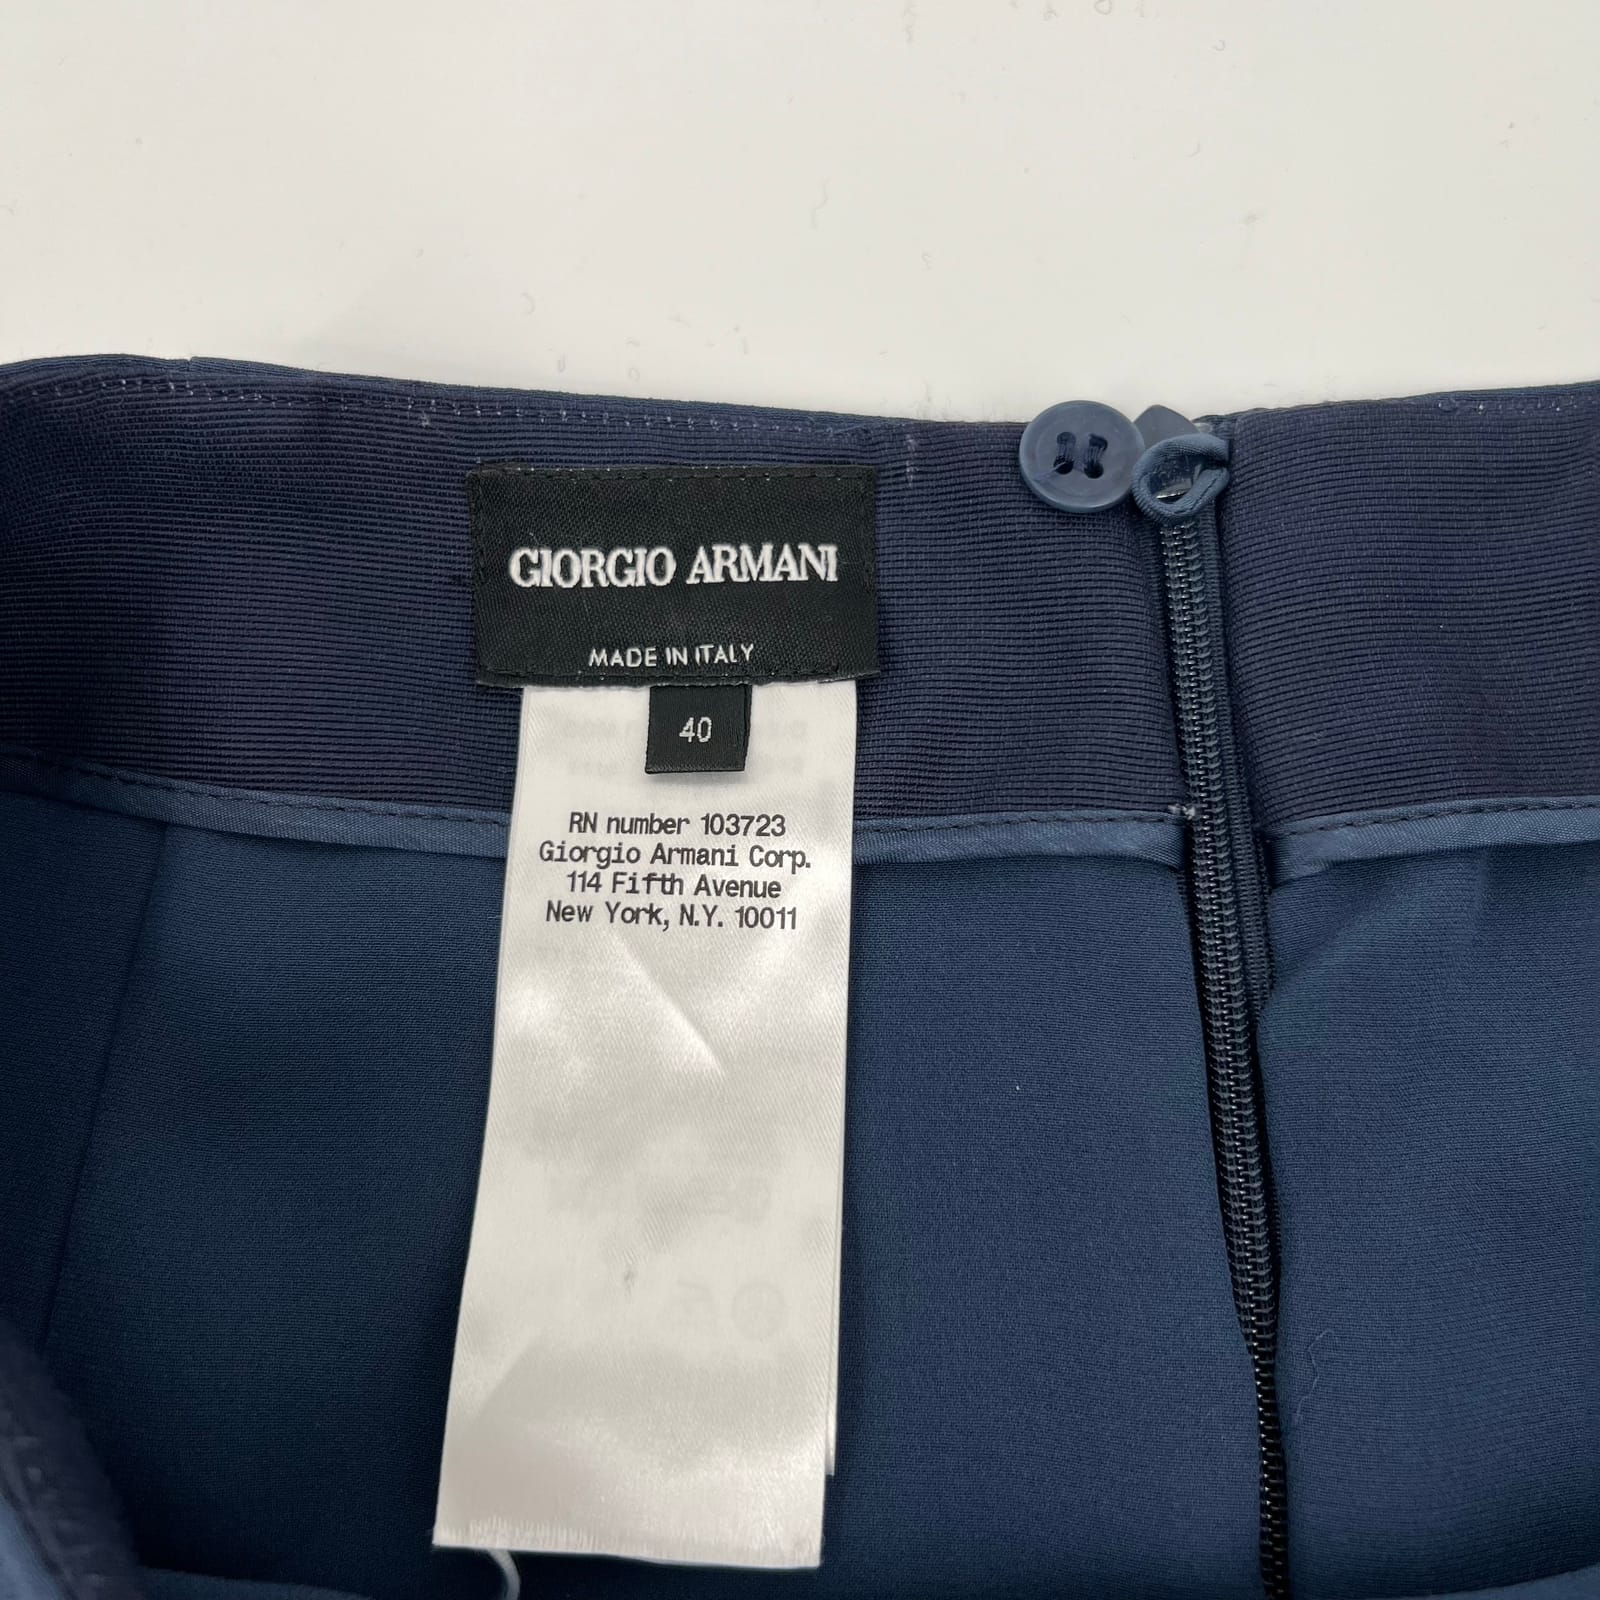 GIORGIO ARMANI
MADE IN ITALY
40
RN number 103723
Giorgio Armani Corp.
114 Fifth Avenue
New York, N.Y. 10011